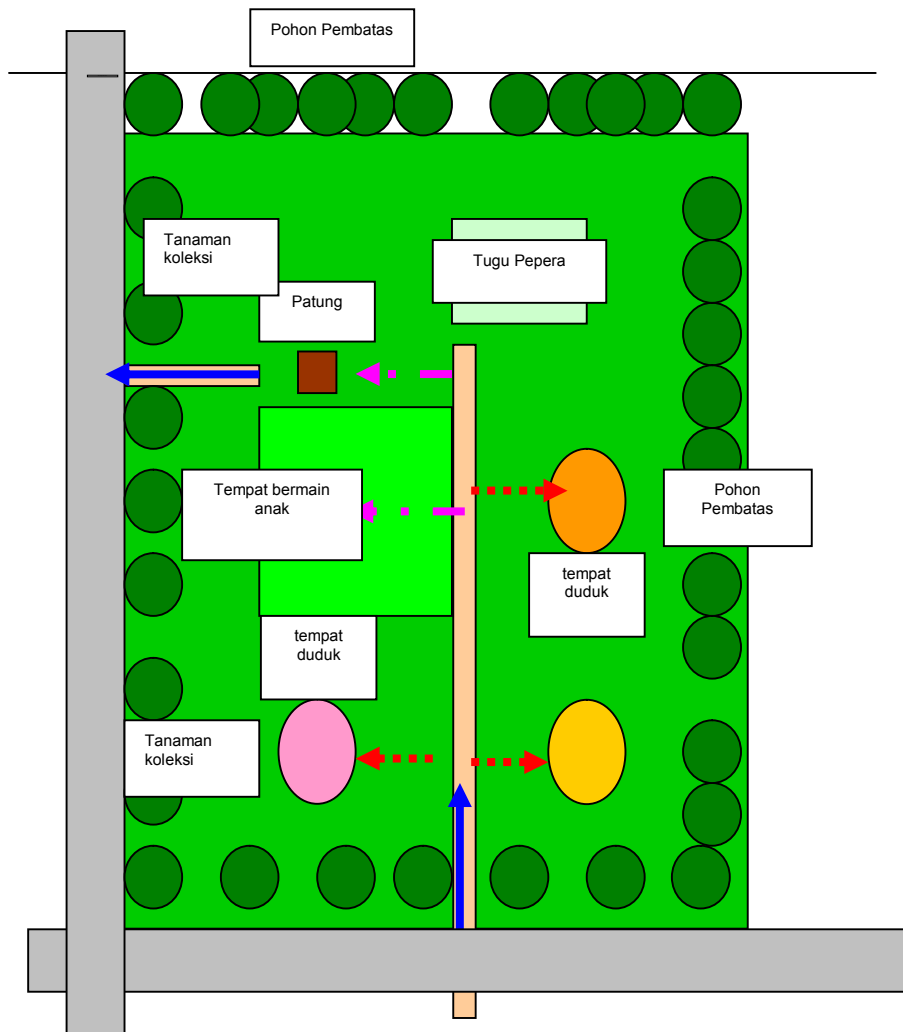 Pohon Pembatas
Tanaman
koleksi
Tugu Pepera
Patung
Tempat bermain
anak
Pohon
Pembatas
tempat
duduk
tempat
duduk
Tanaman
koleksi